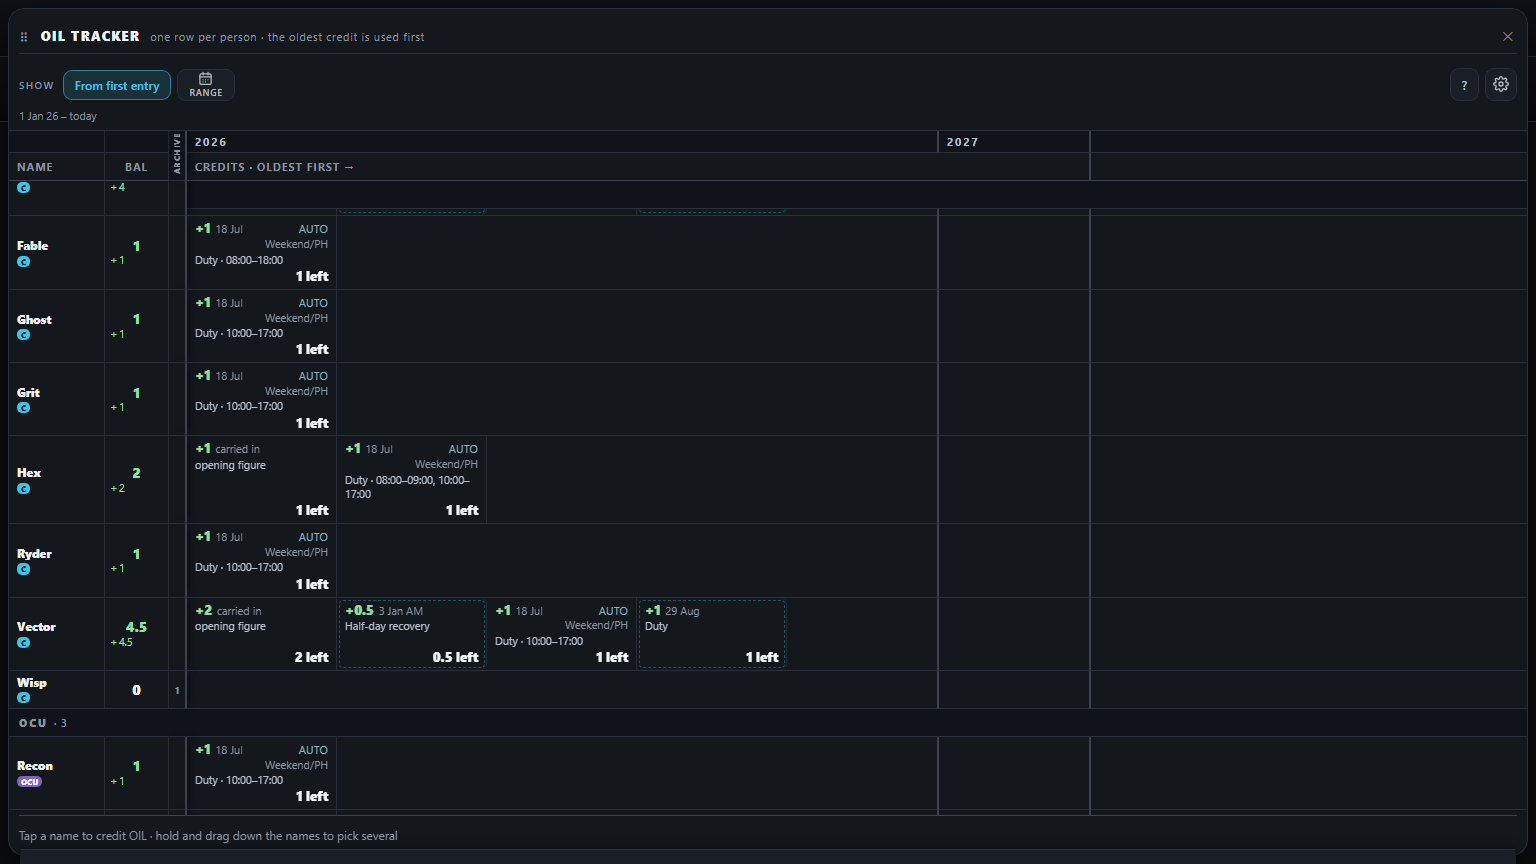 OIL TRACKER one row per person · the oldest credit is used first
SHOW From first entry RANGE ?
1 Jan 26 – today
ARCHIVE 2026 2027
NAME BAL CREDITS · OLDEST FIRST →
C +4
Fable 1 +1 18 Jul AUTO
C +1 Weekend/PH
Duty · 08:00–18:00
1 left
Ghost 1 +1 18 Jul AUTO
C +1 Weekend/PH
Duty · 10:00–17:00
1 left
Grit 1 +1 18 Jul AUTO
C +1 Weekend/PH
Duty · 10:00–17:00
1 left
Hex 2 +1 carried in +1 18 Jul AUTO
C +2 opening figure Weekend/PH
Duty · 08:00–09:00, 10:00–
17:00
1 left 1 left
Ryder 1 +1 18 Jul AUTO
C +1 Weekend/PH
Duty · 10:00–17:00
1 left
Vector 4.5 +2 carried in +0.5 3 Jan AM +1 18 Jul AUTO +1 29 Aug
C +4.5 opening figure Half-day recovery Weekend/PH Duty
Duty · 10:00–17:00
2 left 0.5 left 1 left 1 left
Wisp 0 1
C
OCU · 3
Recon 1 +1 18 Jul AUTO
OCU +1 Weekend/PH
Duty · 10:00–17:00
1 left
Tap a name to credit OIL · hold and drag down the names to pick several